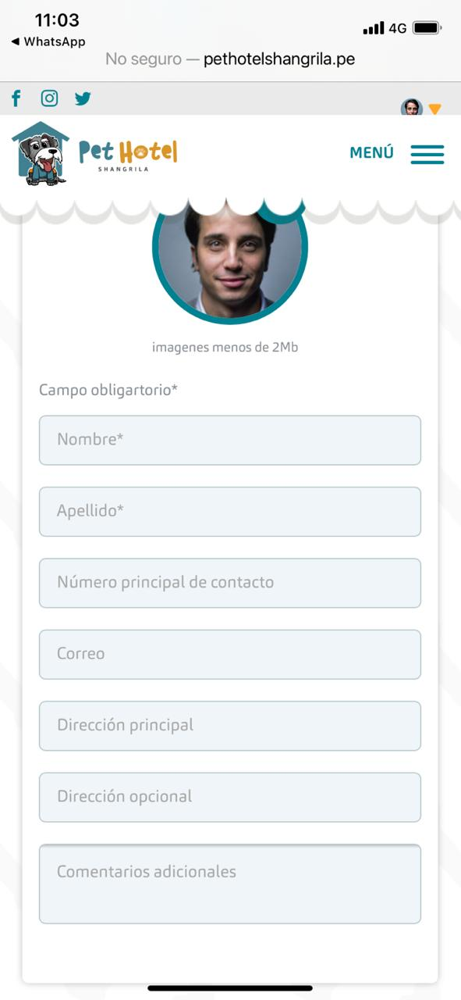 11:03
4G
◀ WhatsApp
No seguro — pethotelshangrila.pe
Pet Hotel
SHANGRILA
MENÚ
imagenes menos de 2Mb
Campo obligartorio*
Nombre*
Apellido*
Número principal de contacto
Correo
Dirección principal
Dirección opcional
Comentarios adicionales